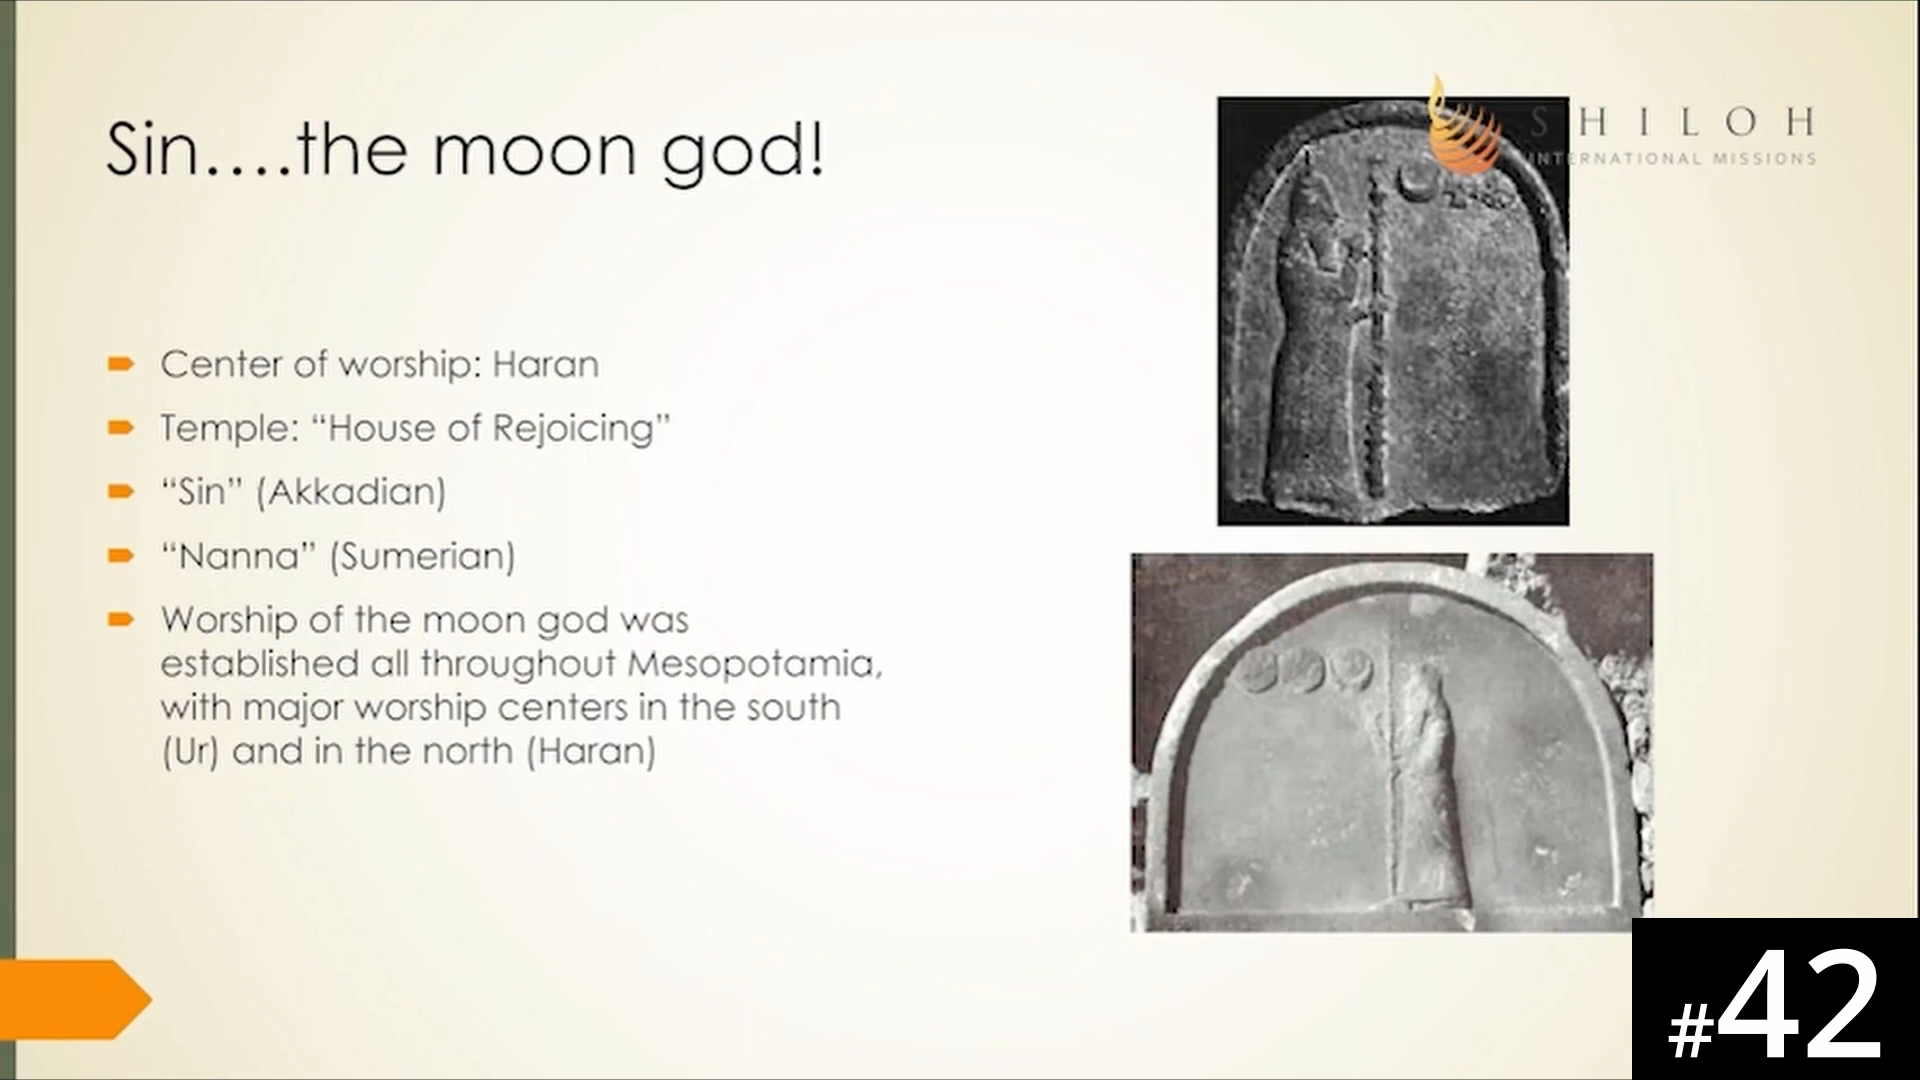 Sin....the moon god!
SHILOH
INTERNATIONAL MISSIONS
Center of worship: Haran
Temple: “House of Rejoicing”
“Sin” (Akkadian)
“Nanna” (Sumerian)
Worship of the moon god was
established all throughout Mesopotamia,
with major worship centers in the south
(Ur) and in the north (Haran)
#42